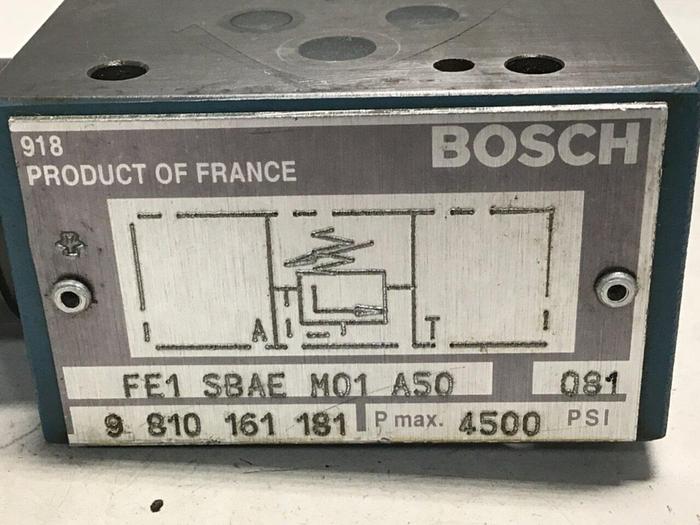 918
BOSCH
PRODUCT OF FRANCE
A T
FE1 SBAE M01 A50 081
9 810 161 181 P max. 4500 PSI